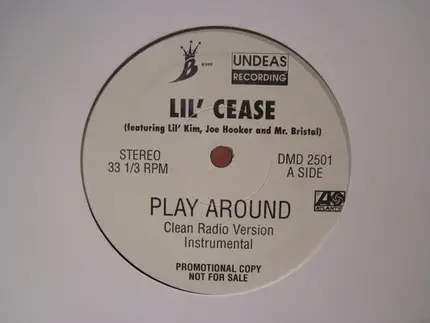 B
UNDEAS
RECORDING
LIL' CEASE
(featuring Lil' Kim, Joe Hooker and Mr. Bristal)
STEREO
33 1/3 RPM
DMD 2501
A SIDE
PLAY AROUND
Clean Radio Version
Instrumental
ATLANTIC
PROMOTIONAL COPY
NOT FOR SALE